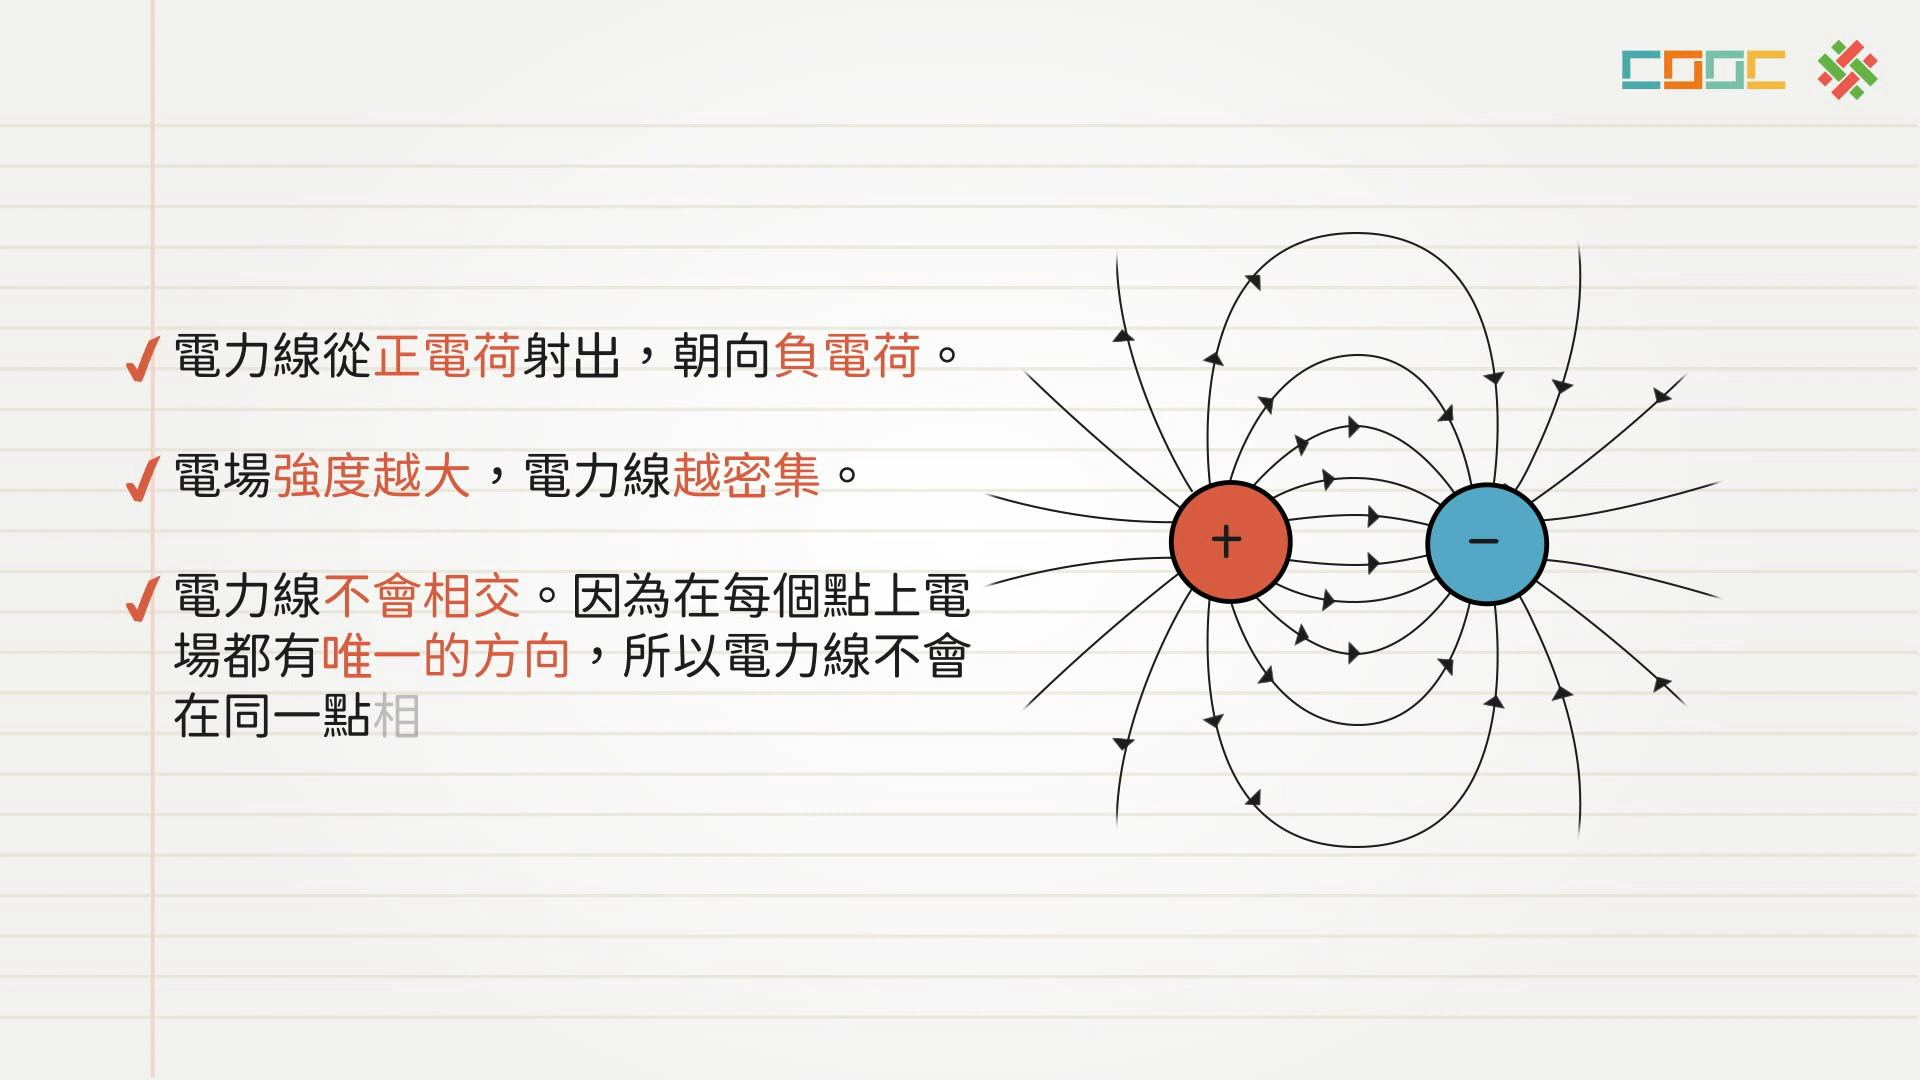 COOC
電力線從正電荷射出，朝向負電荷。
電場強度越大，電力線越密集。
電力線不會相交。因為在每個點上電
場都有唯一的方向，所以電力線不會
在同一點相
+
−